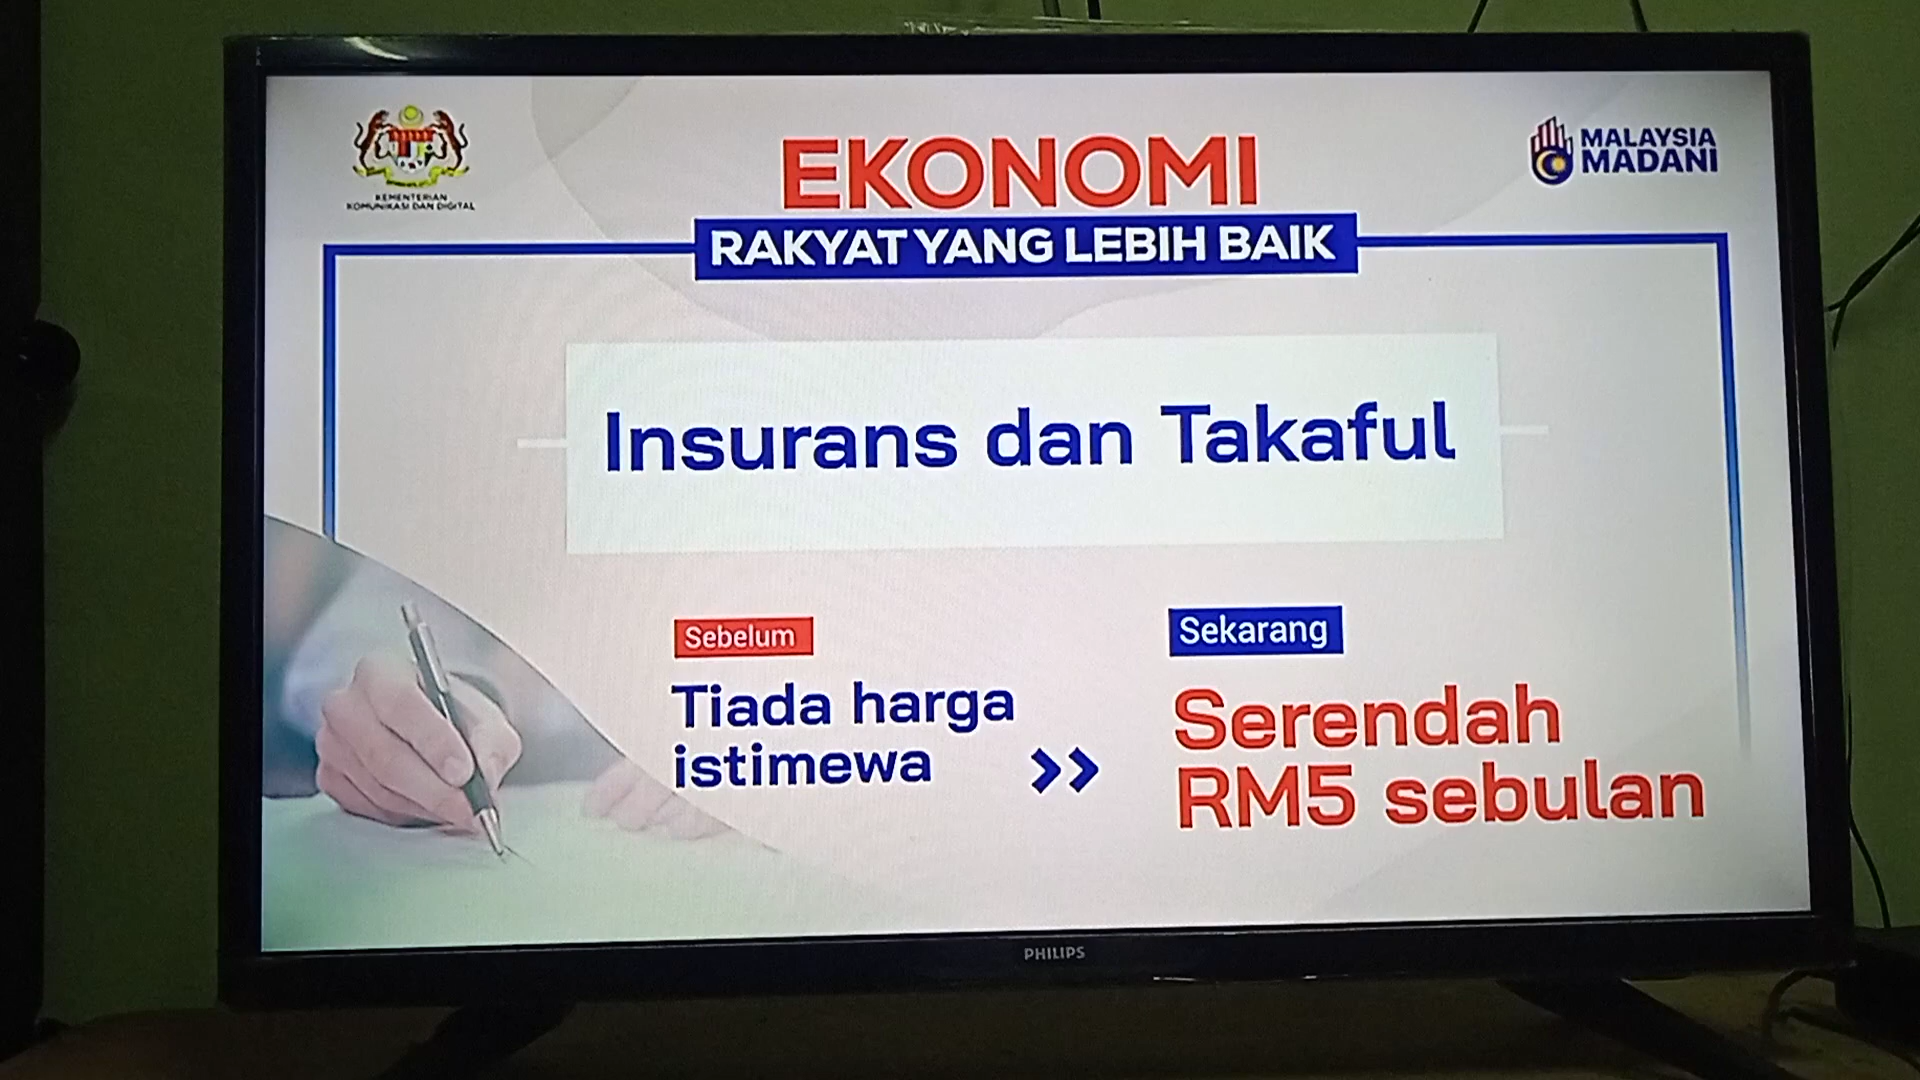 KEMENTERIAN
KOMUNIKASI DAN DIGITAL
EKONOMI
RAKYAT YANG LEBIH BAIK
MALAYSIA
MADANI
Insurans dan Takaful
Sebelum
Tiada harga
istimewa
>>
Sekarang
Serendah
RM5 sebulan
PHILIPS